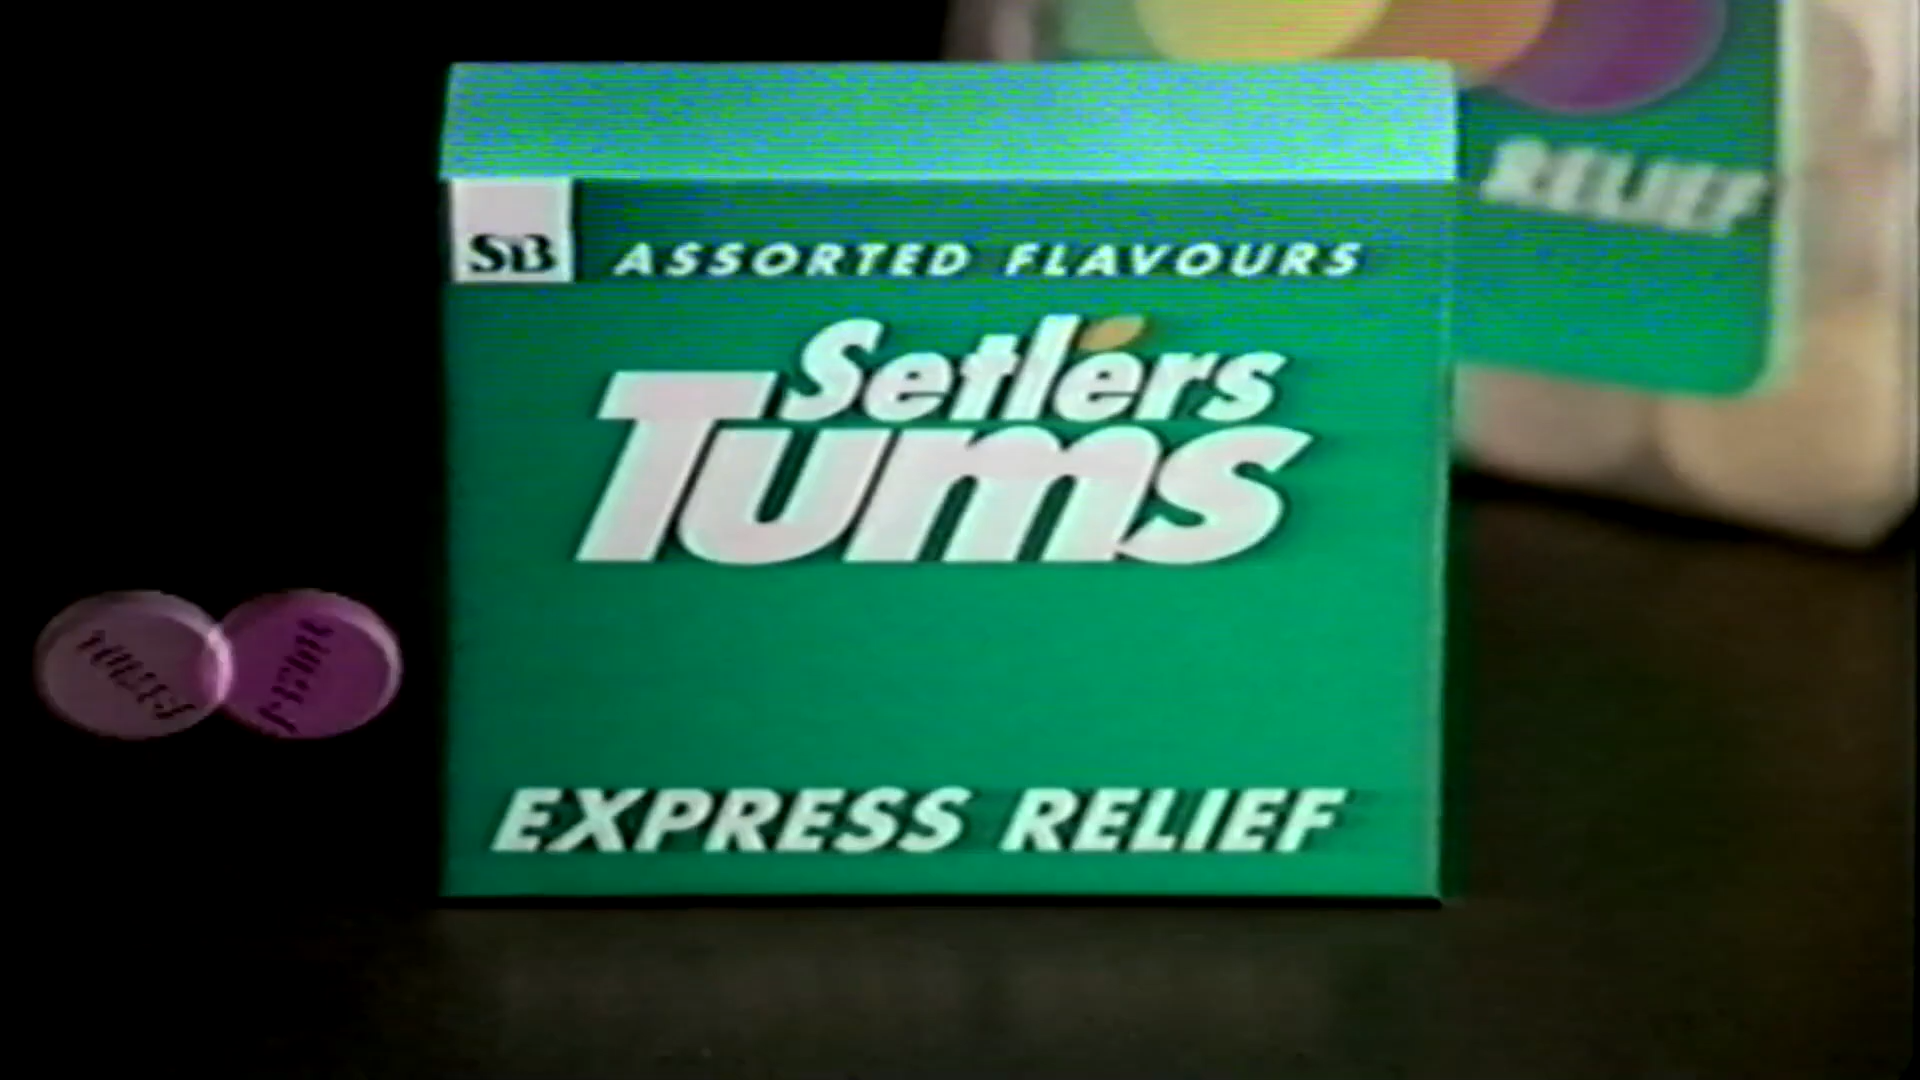 SB
ASSORTED FLAVOURS
Setlers
Tums
EXPRESS RELIEF
RELIEF